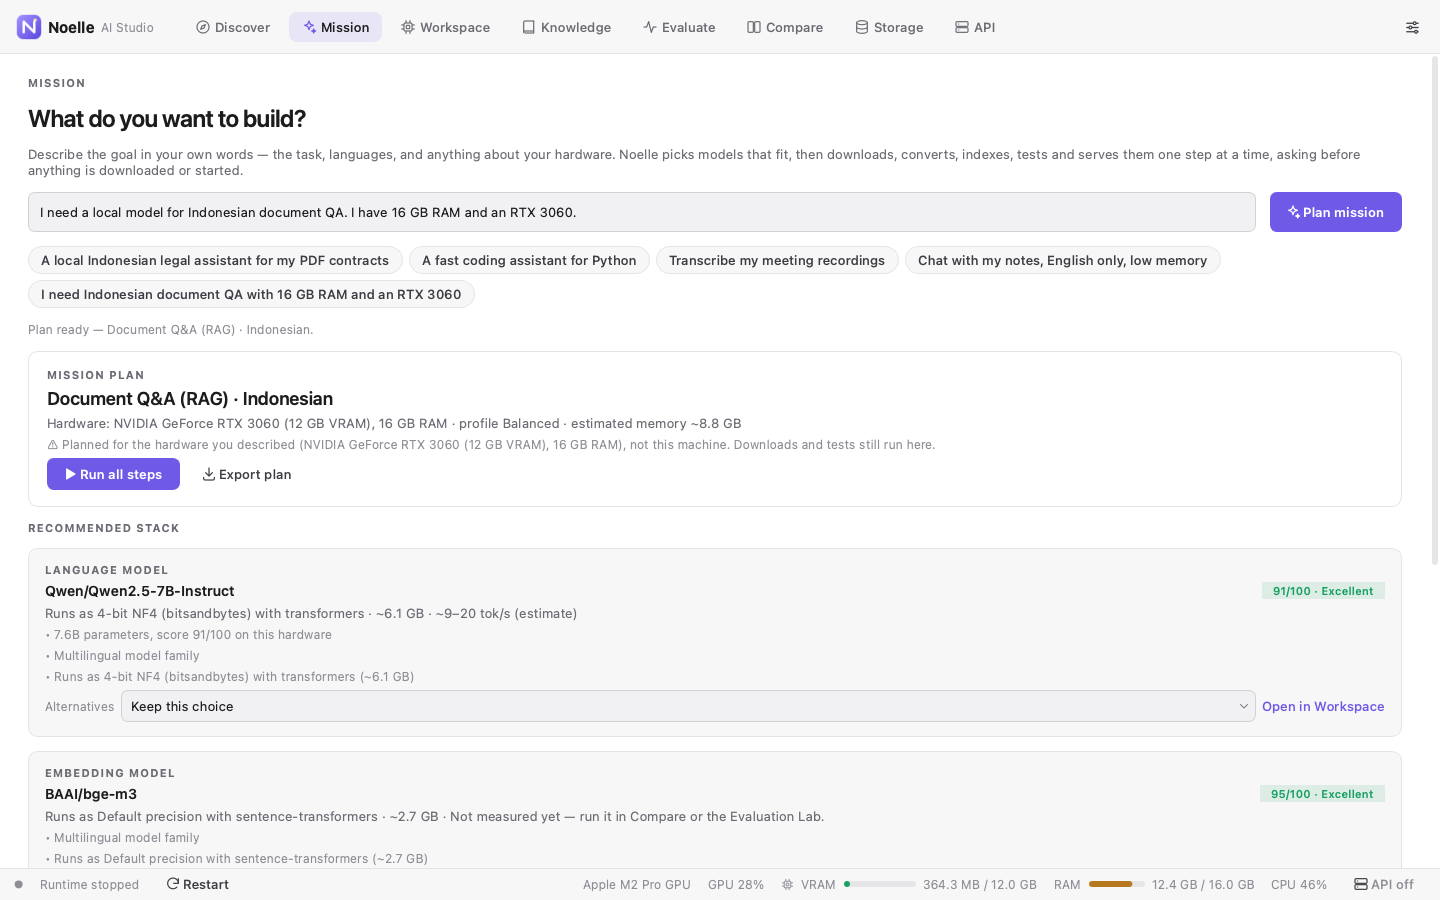 Noelle AI Studio Discover Mission Workspace Knowledge Evaluate Compare Storage API
MISSION
What do you want to build?
Describe the goal in your own words — the task, languages, and anything about your hardware. Noelle picks models that fit, then downloads, converts, indexes, tests and serves them one step at a time, asking before
anything is downloaded or started.
I need a local model for Indonesian document QA. I have 16 GB RAM and an RTX 3060.
Plan mission
A local Indonesian legal assistant for my PDF contracts
A fast coding assistant for Python
Transcribe my meeting recordings
Chat with my notes, English only, low memory
I need Indonesian document QA with 16 GB RAM and an RTX 3060
Plan ready — Document Q&A (RAG) · Indonesian.
MISSION PLAN
Document Q&A (RAG) · Indonesian
Hardware: NVIDIA GeForce RTX 3060 (12 GB VRAM), 16 GB RAM · profile Balanced · estimated memory ~8.8 GB
⚠ Planned for the hardware you described (NVIDIA GeForce RTX 3060 (12 GB VRAM), 16 GB RAM), not this machine. Downloads and tests still run here.
Run all steps Export plan
RECOMMENDED STACK
LANGUAGE MODEL
Qwen/Qwen2.5-7B-Instruct
91/100 · Excellent
Runs as 4-bit NF4 (bitsandbytes) with transformers · ~6.1 GB · ~9–20 tok/s (estimate)
• 7.6B parameters, score 91/100 on this hardware
• Multilingual model family
• Runs as 4-bit NF4 (bitsandbytes) with transformers (~6.1 GB)
Alternatives Keep this choice Open in Workspace
EMBEDDING MODEL
BAAI/bge-m3
95/100 · Excellent
Runs as Default precision with sentence-transformers · ~2.7 GB · Not measured yet — run it in Compare or the Evaluation Lab.
• Multilingual model family
• Runs as Default precision with sentence-transformers (~2.7 GB)
Runtime stopped Restart Apple M2 Pro GPU GPU 28% VRAM 364.3 MB / 12.0 GB RAM 12.4 GB / 16.0 GB CPU 46% API off